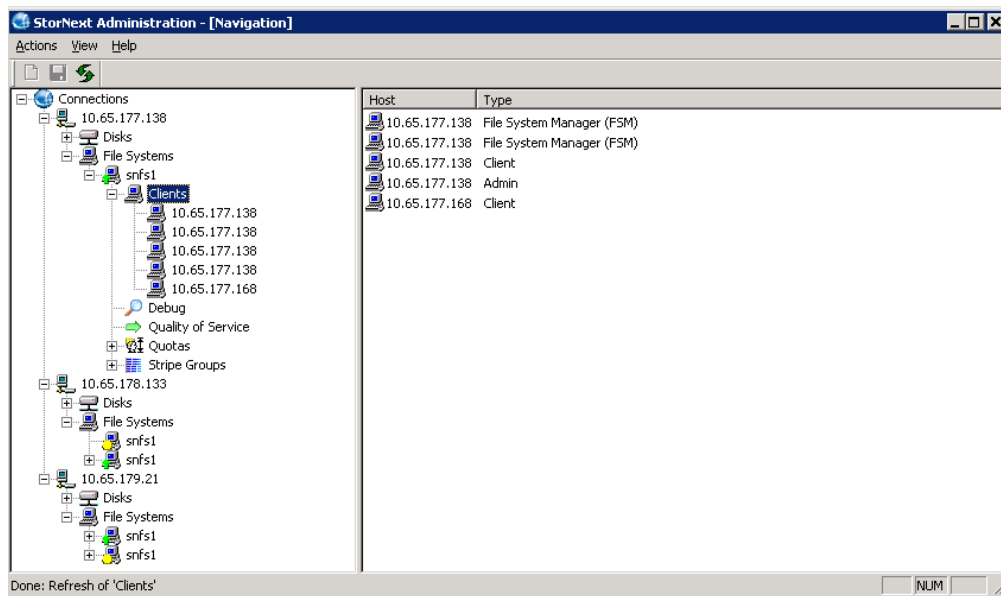 StorNext Administration - [Navigation]
Actions View Help
Connections
10.65.177.138
Disks
File Systems
snfs1
Clients
10.65.177.138
10.65.177.138
10.65.177.138
10.65.177.138
10.65.177.168
Debug
Quality of Service
Quotas
Stripe Groups
10.65.178.133
Disks
File Systems
snfs1
snfs1
10.65.179.21
Disks
File Systems
snfs1
snfs1
Host Type
10.65.177.138 File System Manager (FSM)
10.65.177.138 File System Manager (FSM)
10.65.177.138 Client
10.65.177.138 Admin
10.65.177.168 Client
Done: Refresh of 'Clients'
NUM